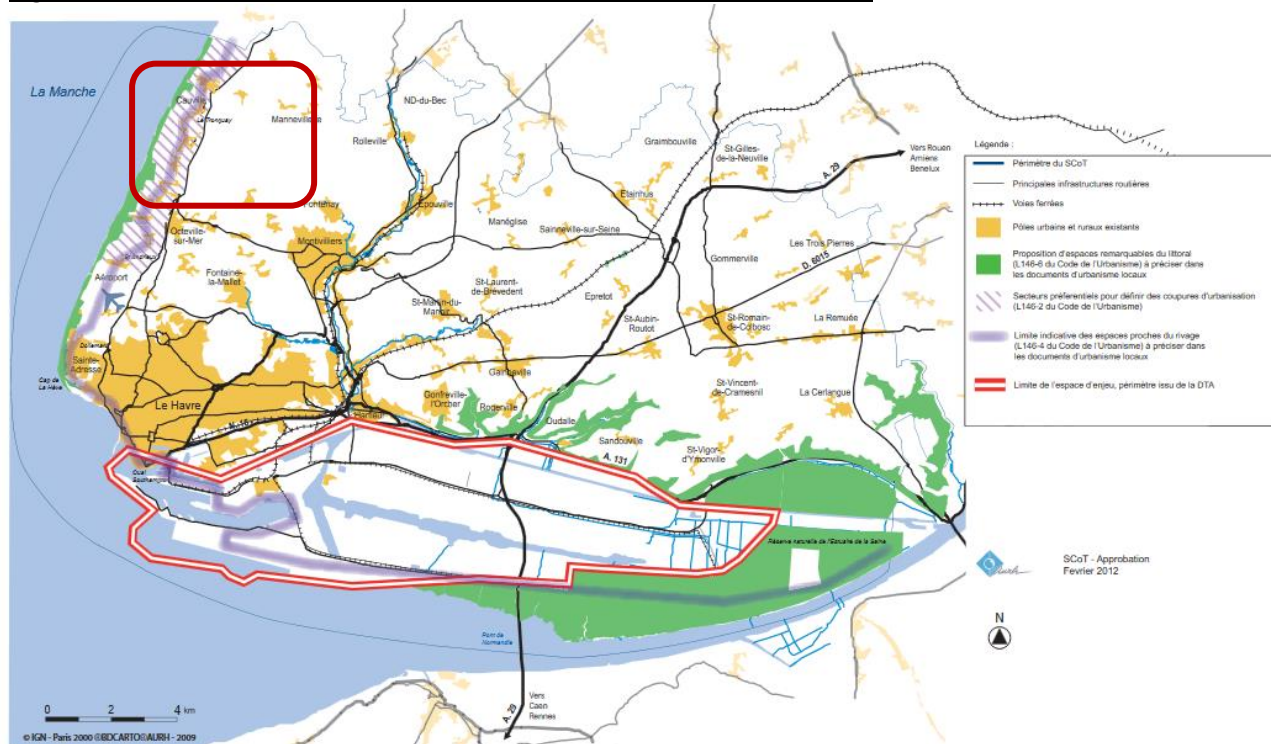 La Manche
Cauville
Mannevillette
ND-du-Bec
Rolleville
Graimbouville
St-Gilles-
de-la-Neuville
Vers Rouen
Amiens
Benelux
A. 29
Etainhus
Fontenay
Epouville
Manéglise
Sainneville-sur-Seine
Octeville-
sur-Mer
Montivilliers
Gommerville
Les Trois Pierres
D. 6015
Aéroport
Fontaine-
la-Mallet
St-Laurent-
de-Brévedent
Epretot
St-Martin-du-
Manoir
St-Aubin-
Routot
St-Romain-
de-Colbosc
La Remuée
Sainte-
Adresse
Cap de
La Hève
Gainneville
St-Vincent-
de-Cramesnil
La Cerlangue
Le Havre
Gonfreville-
l'Orcher
Rogerville
Harfleur
Oudalle
Sandouville
A. 131
St-Vigor-
d'Ymonville
Quai
Southampton
Réserve naturelle de l'Estuaire de la Seine
Pont de
Normandie
A. 29
Vers
Caen
Rennes
0 2 4 km
© IGN - Paris 2000 ©BDCARTO©AURH - 2009
Légende :
Périmètre du SCoT
Principales infrastructures routières
Voies ferrées
Pôles urbains et ruraux existants
Proposition d'espaces remarquables du littoral
(L146-6 du Code de l'Urbanisme) à préciser dans
les documents d'urbanisme locaux
Secteurs préférentiels pour définir des coupures d'urbanisation
(L146-2 du Code de l'Urbanisme)
Limite indicative des espaces proches du rivage
(L146-4 du Code de l'Urbanisme) à préciser dans
les documents d'urbanisme locaux
Limite de l'espace d'enjeu, périmètre issu de la DTA
aurh
SCoT - Approbation
Fevrier 2012
N